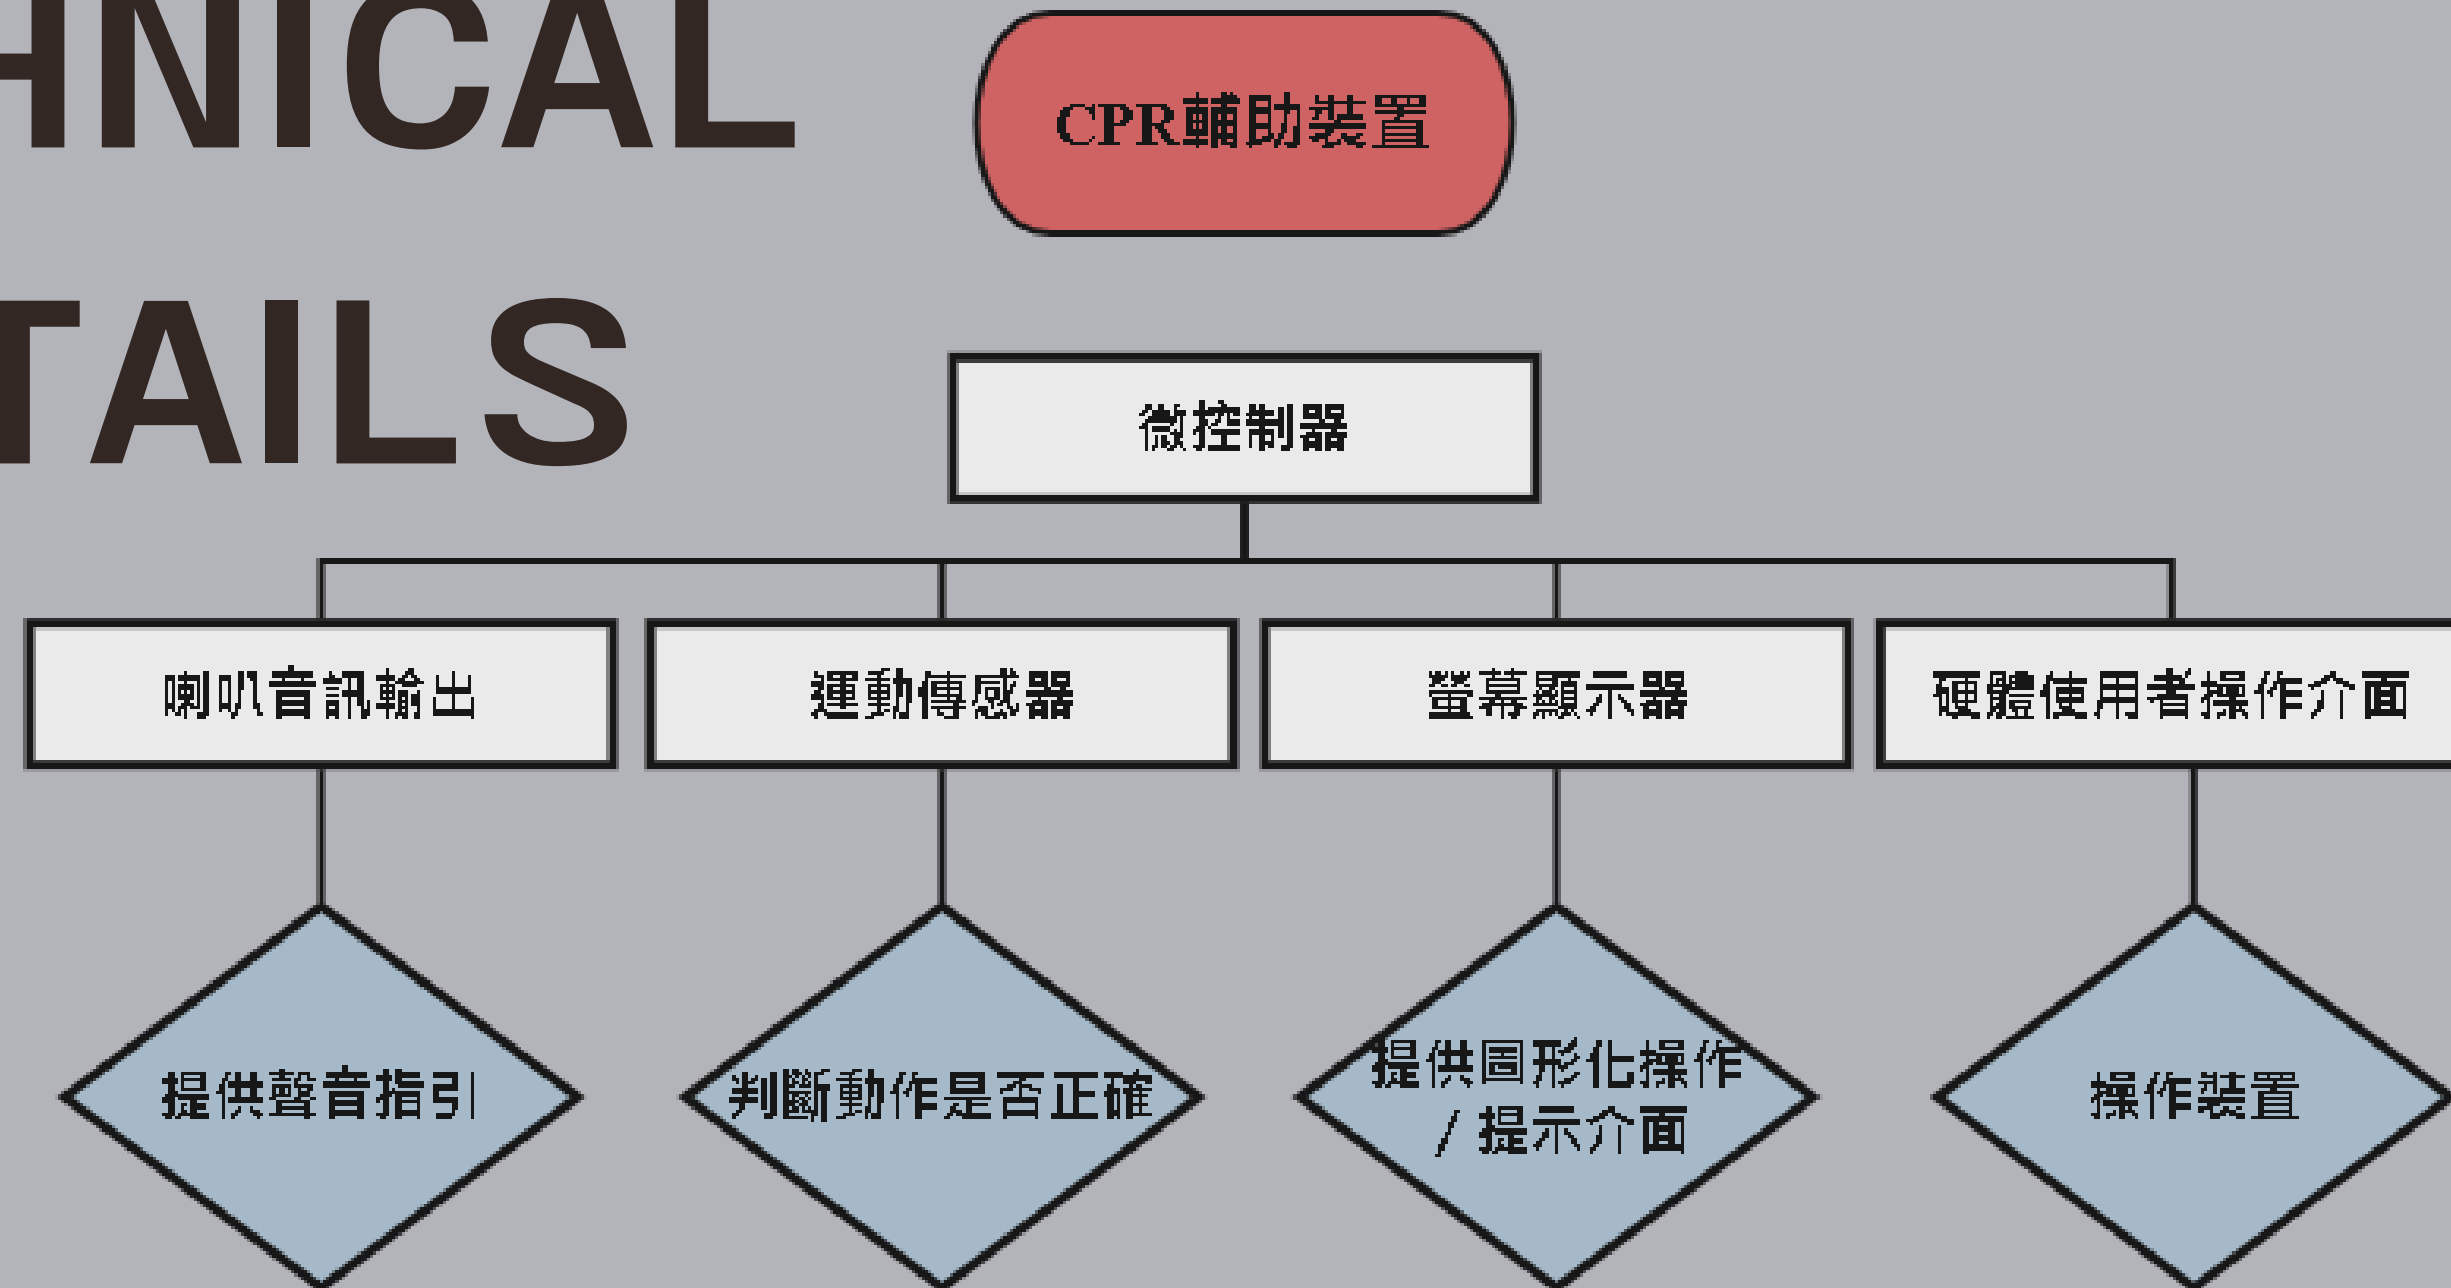 HNICAL
TAILS
CPR輔助裝置
微控制器
喇叭音訊輸出
運動傳感器
螢幕顯示器
硬體使用者操作介面
提供聲音指引
判斷動作是否正確
提供圖形化操作
/ 提示介面
操作裝置